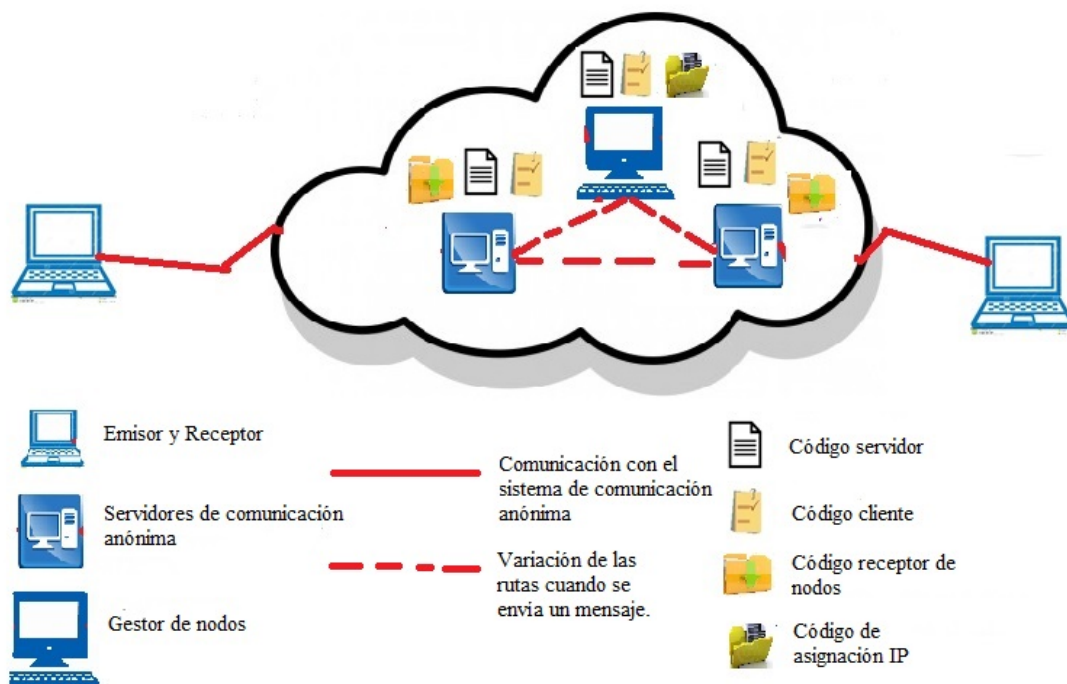 Emisor y Receptor
Servidores de comunicación
anónima
Gestor de nodos
Comunicación con el
sistema de comunicación
anónima
Variación de las
rutas cuando se
envia un mensaje.
Código servidor
Código cliente
Código receptor de
nodos
Código de
asignación IP